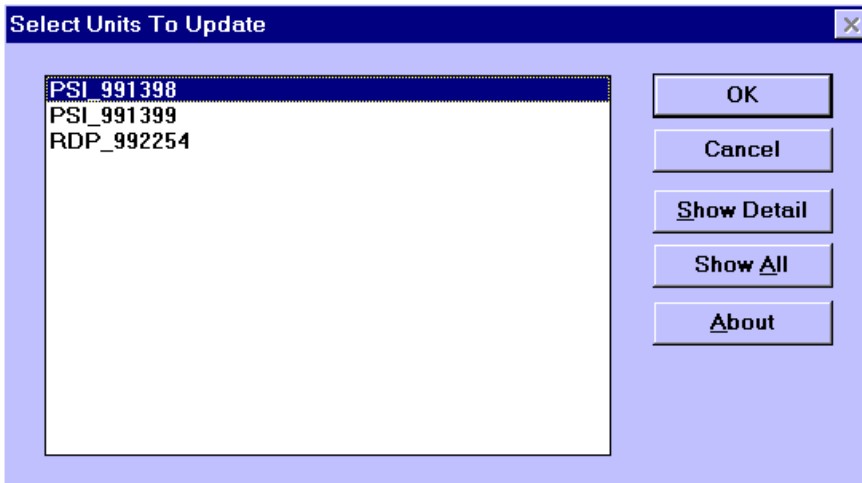 Select Units To Update
PSI_991398
PSI_991399
RDP_992254
OK
Cancel
Show Detail
Show All
About